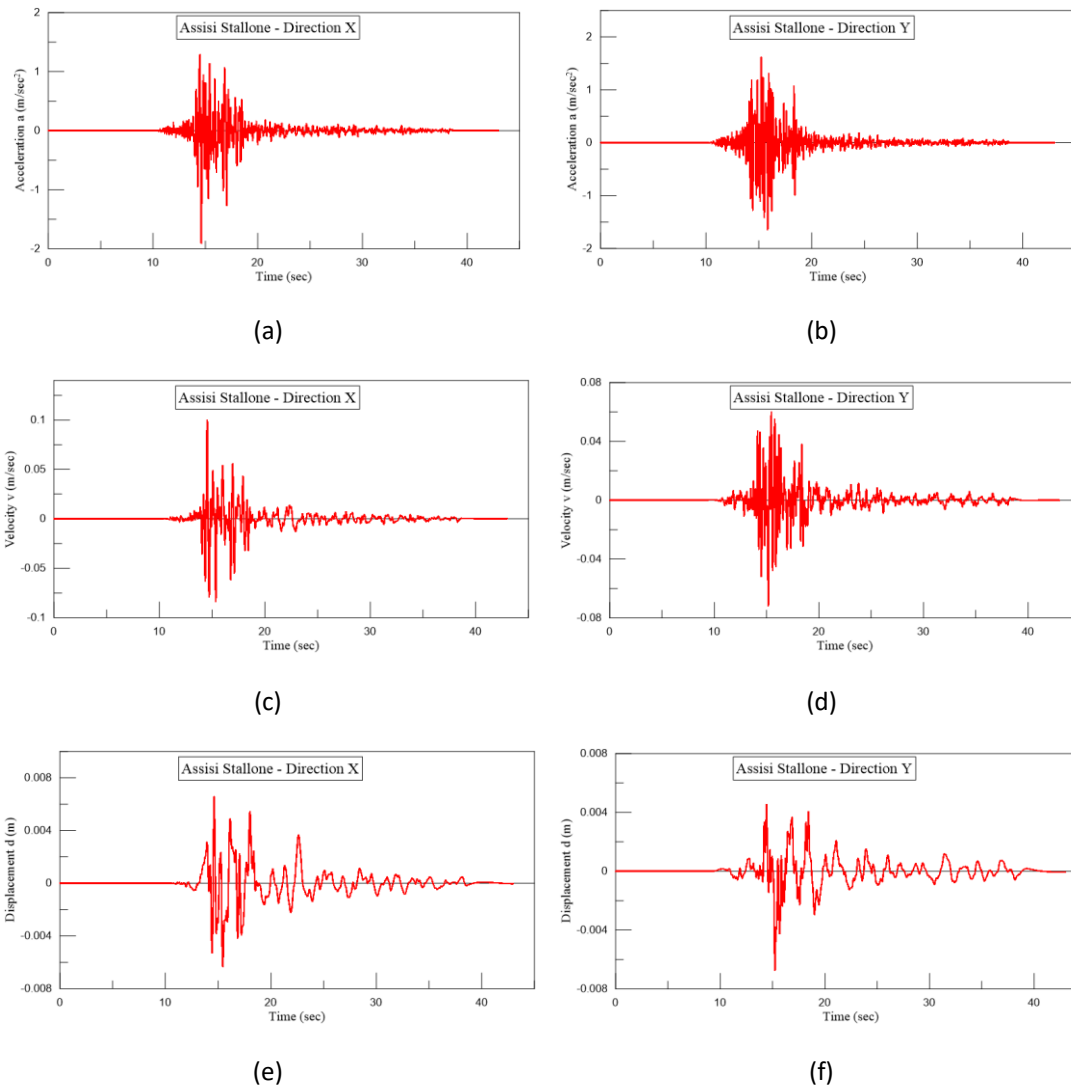 Assisi Stallone - Direction X
Acceleration a (m/sec²)
2
1
0
-1
-2
0 10 20 30 40
Time (sec)
(a)
Assisi Stallone - Direction Y
Acceleration a (m/sec²)
2
1
0
-1
-2
0 10 20 30 40
Time (sec)
(b)
Assisi Stallone - Direction X
Velocity v (m/sec)
0.1
0.05
0
-0.05
-0.1
0 10 20 30 40
Time (sec)
(c)
Assisi Stallone - Direction Y
Velocity v (m/sec)
0.08
0.04
0
-0.04
-0.08
0 10 20 30 40
Time (sec)
(d)
Assisi Stallone - Direction X
Displacement d (m)
0.008
0.004
0
-0.004
-0.008
0 10 20 30 40
Time (sec)
(e)
Assisi Stallone - Direction Y
Displacement d (m)
0.008
0.004
0
-0.004
-0.008
0 10 20 30 40
Time (sec)
(f)